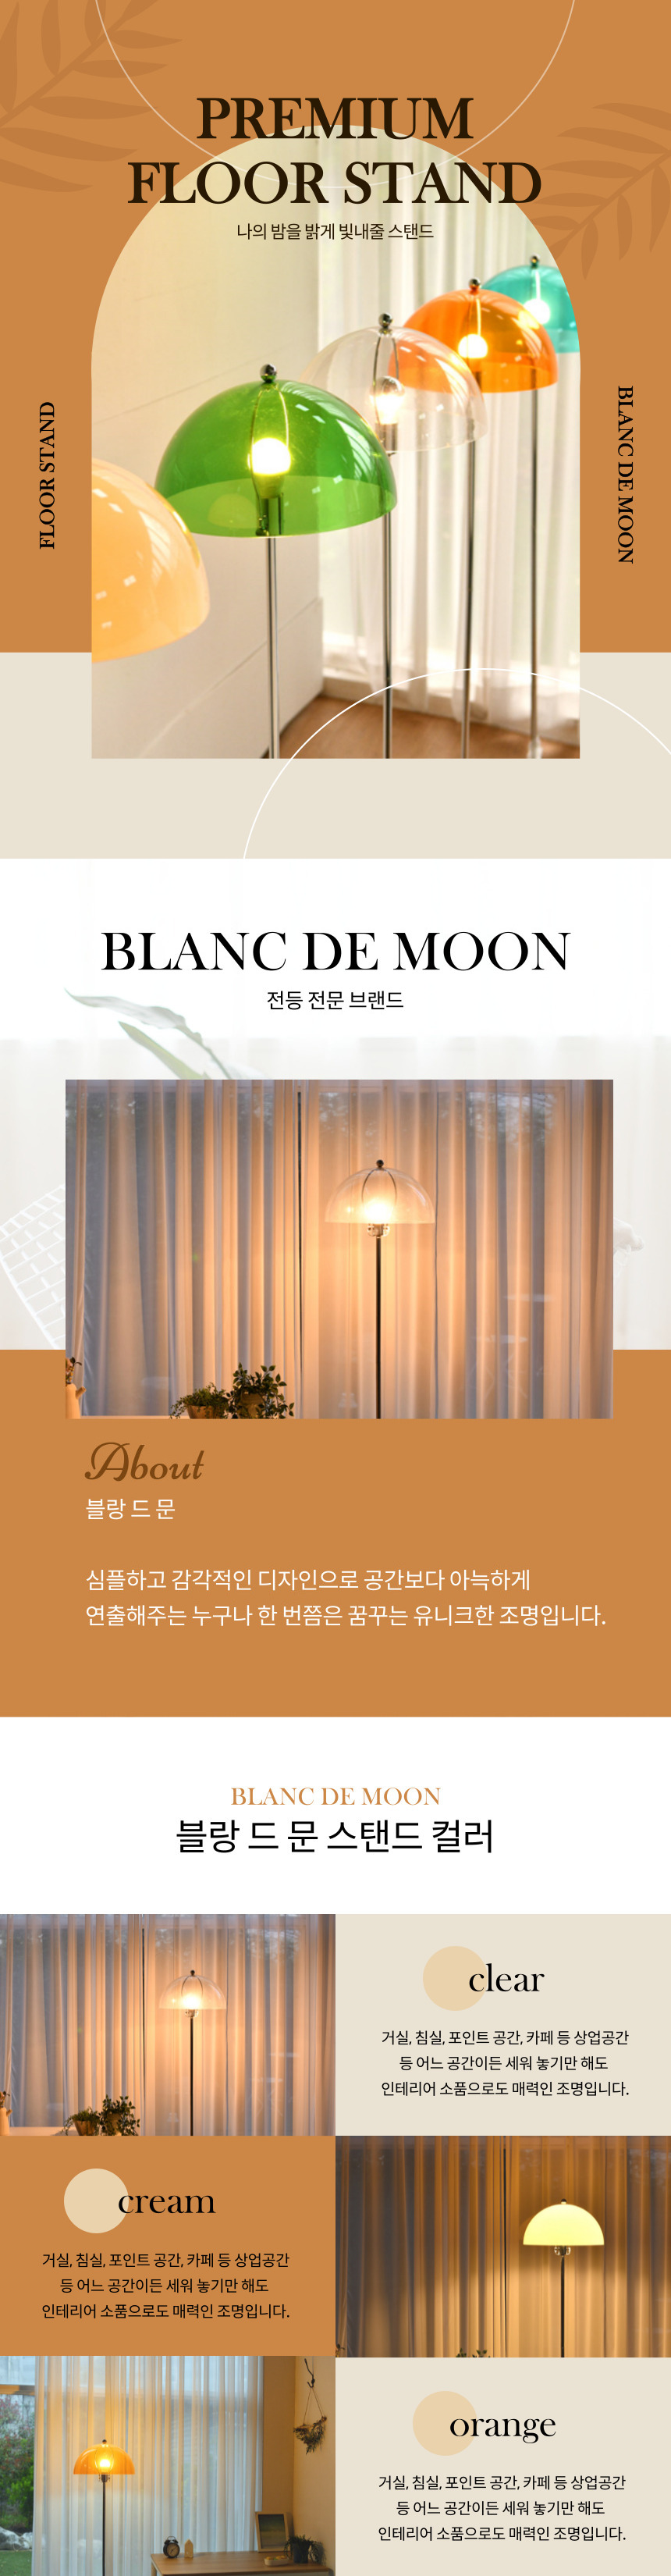 PREMIUM
FLOOR STAND
나의 밤을 밝게 빛내줄 스탠드
FLOOR STAND
BLANC DE MOON
BLANC DE MOON
전등 전문 브랜드
About
블랑 드 문
심플하고 감각적인 디자인으로 공간보다 아늑하게
연출해주는 누구나 한 번쯤은 꿈꾸는 유니크한 조명입니다.
BLANC DE MOON
블랑 드 문 스탠드 컬러
clear
거실, 침실, 포인트 공간, 카페 등 상업공간
등 어느 공간이든 세워 놓기만 해도
인테리어 소품으로도 매력인 조명입니다.
cream
거실, 침실, 포인트 공간, 카페 등 상업공간
등 어느 공간이든 세워 놓기만 해도
인테리어 소품으로도 매력인 조명입니다.
orange
거실, 침실, 포인트 공간, 카페 등 상업공간
등 어느 공간이든 세워 놓기만 해도
인테리어 소품으로도 매력인 조명입니다.